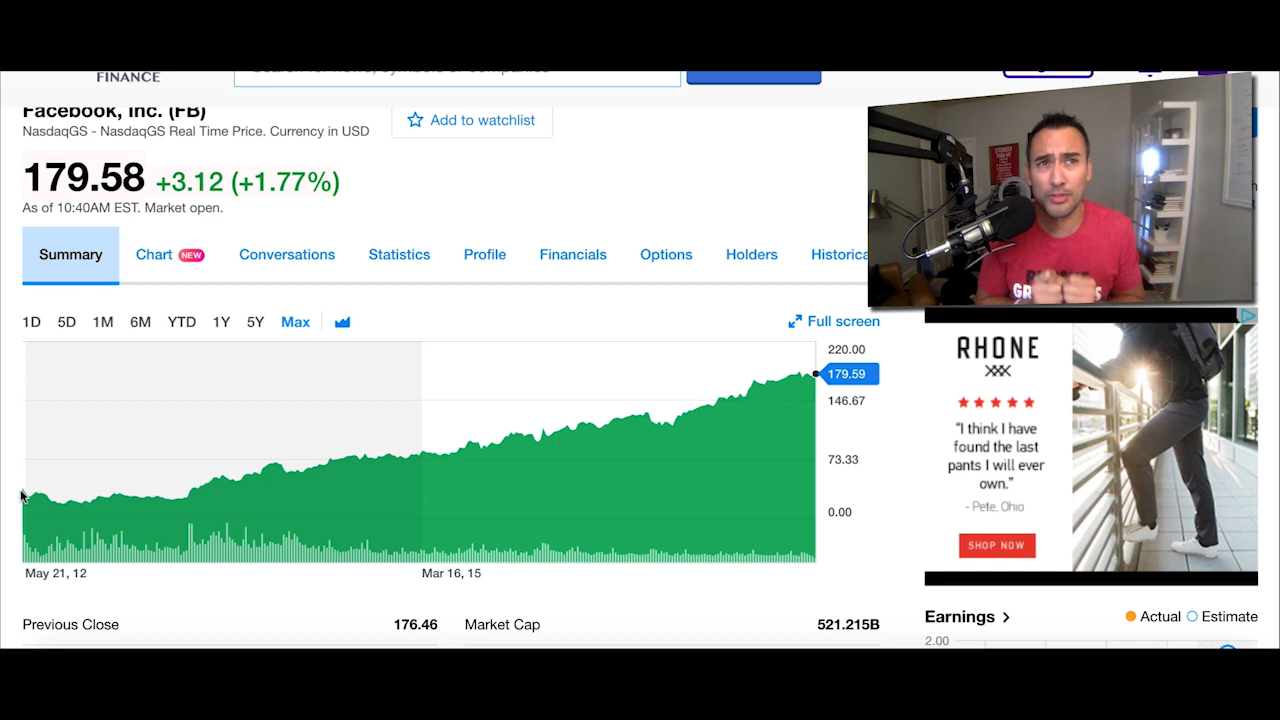 FINANCE
Facebook, Inc. (FB)
NasdaqGS - NasdaqGS Real Time Price. Currency in USD
Add to watchlist
179.58 +3.12 (+1.77%)
As of 10:40AM EST. Market open.
Summary
Chart NEW
Conversations
Statistics
Profile
Financials
Options
Holders
Historica
1D 5D 1M 6M YTD 1Y 5Y Max
Full screen
220.00
179.59
146.67
73.33
0.00
May 21, 12
Mar 16, 15
Previous Close 176.46
Market Cap 521.215B
RHONE
“I think I have
found the last
pants I will ever
own.”
- Pete, Ohio
SHOP NOW
Earnings
Actual
Estimate
2.00